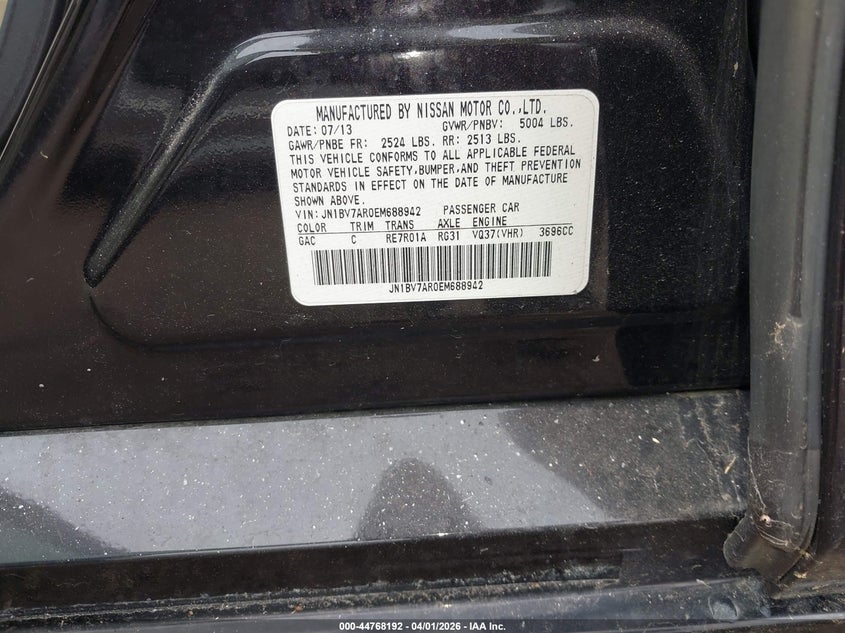 MANUFACTURED BY NISSAN MOTOR CO.,LTD.
DATE: 07/13 GVWR/PNBV: 5004 LBS.
GAWR/PNBE FR: 2524 LBS. RR: 2513 LBS.
THIS VEHICLE CONFORMS TO ALL APPLICABLE FEDERAL
MOTOR VEHICLE SAFETY,BUMPER,AND THEFT PREVENTION
STANDARDS IN EFFECT ON THE DATE OF MANUFACTURE
SHOWN ABOVE.
VIN: JN1BV7AR0EM688942 PASSENGER CAR
COLOR TRIM TRANS AXLE ENGINE
GAC C RE7R01A RG31 VQ37(VHR) 3696CC
JN1BV7AR0EM688942
000-44768192 - 04/01/2026 - IAA Inc.